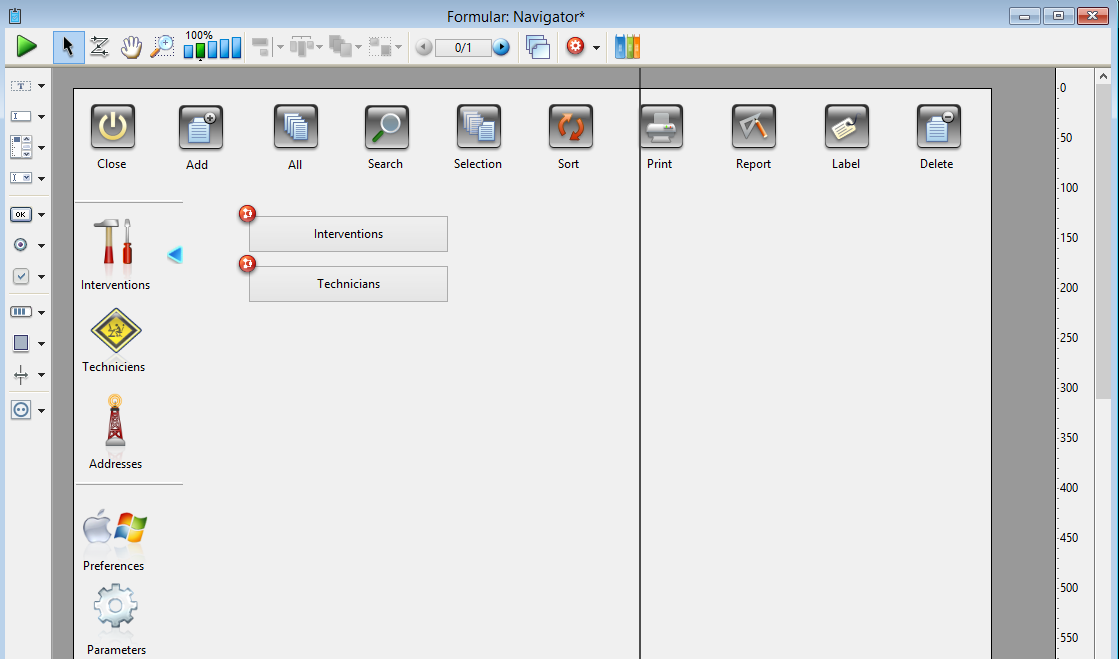 Formular: Navigator*
100%
0/1
T
I
I
OK
Close
Add
All
Search
Selection
Sort
Print
Report
Label
Delete
Interventions
Techniciens
Addresses
Preferences
Parameters
Interventions
Technicians
0
50
100
150
200
250
300
350
400
450
500
550